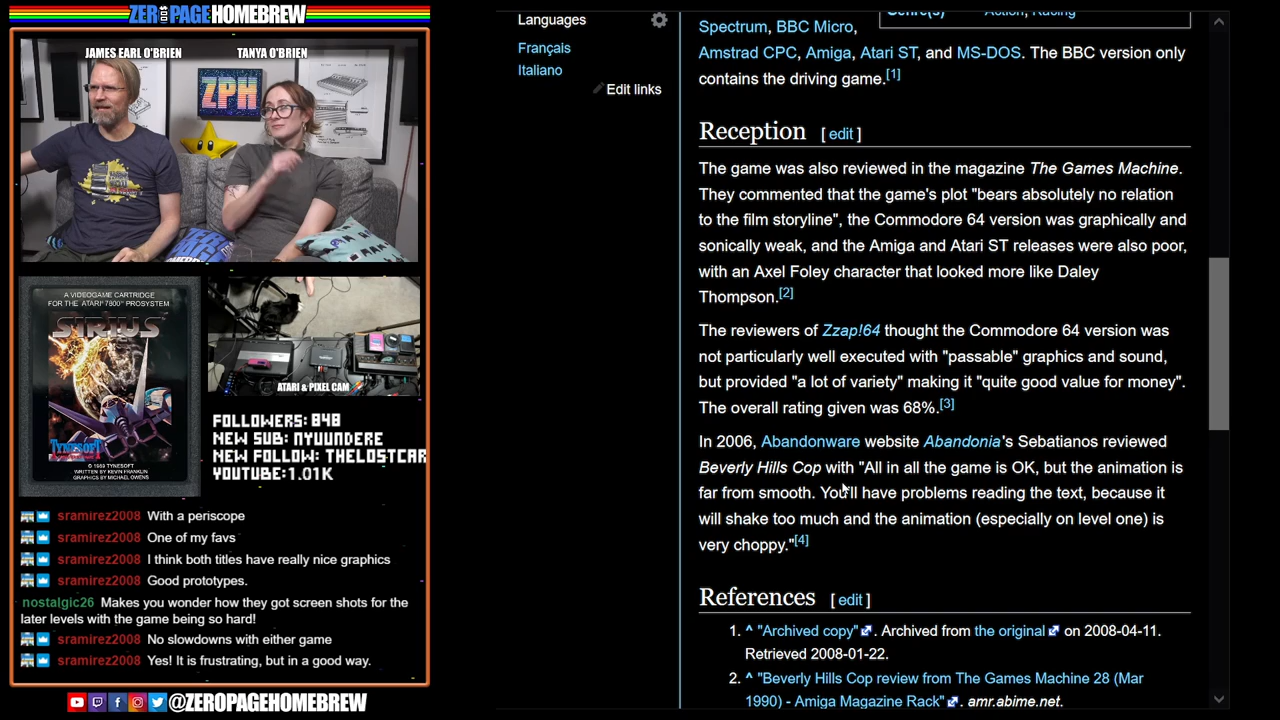 ZERO PAGE HOMEBREW
JAMES EARL O'BRIEN
TANYA O'BRIEN
ZPH
A VIDEOGAME CARTRIDGE
FOR THE ATARI 7800 PROSYSTEM
SIRIUS
TYNESOFT
© 1989 TYNESOFT
WRITTEN BY KEVIN FRANKLIN
GRAPHICS BY MICHAEL OWENS
ATARI & PIXEL CAM
FOLLOWERS: 848
NEW SUB: NYUUNDERE
NEW FOLLOW: THELOSTCAR
YOUTUBE: 1.01K
sramirez2008 With a periscope
sramirez2008 One of my favs
sramirez2008 I think both titles have really nice graphics
sramirez2008 Good prototypes.
nostalgic26 Makes you wonder how they got screen shots for the
later levels with the game being so hard!
sramirez2008 No slowdowns with either game
sramirez2008 Yes! It is frustrating, but in a good way.
@ZEROPAGEHOMEBREW
Languages
Français
Italiano
Edit links
Genre(s) Action, Racing
Spectrum, BBC Micro,
Amstrad CPC, Amiga, Atari ST, and MS-DOS. The BBC version only
contains the driving game.[1]
Reception [ edit ]
The game was also reviewed in the magazine The Games Machine.
They commented that the game's plot "bears absolutely no relation
to the film storyline", the Commodore 64 version was graphically and
sonically weak, and the Amiga and Atari ST releases were also poor,
with an Axel Foley character that looked more like Daley
Thompson.[2]
The reviewers of Zzap!64 thought the Commodore 64 version was
not particularly well executed with "passable" graphics and sound,
but provided "a lot of variety" making it "quite good value for money".
The overall rating given was 68%.[3]
In 2006, Abandonware website Abandonia's Sebatianos reviewed
Beverly Hills Cop with "All in all the game is OK, but the animation is
far from smooth. You'll have problems reading the text, because it
will shake too much and the animation (especially on level one) is
very choppy."[4]
References [ edit ]
1. ^ "Archived copy". Archived from the original on 2008-04-11.
Retrieved 2008-01-22.
2. ^ "Beverly Hills Cop review from The Games Machine 28 (Mar
1990) - Amiga Magazine Rack". amr.abime.net.